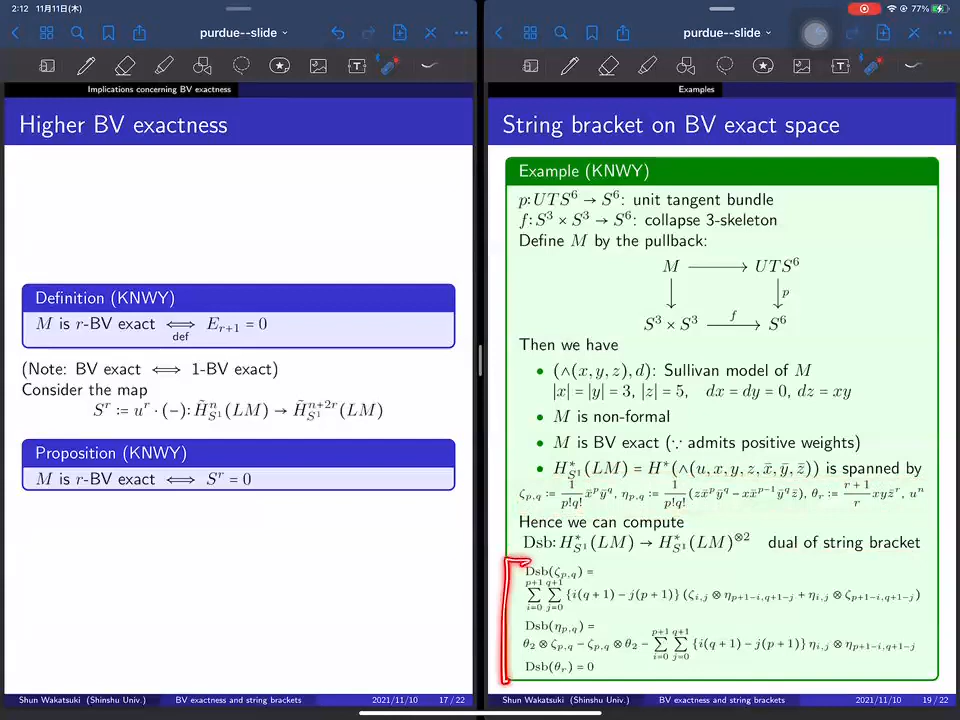 2:12 11月11日(木)
77%
purdue--slide
Implications concerning BV exactness
Higher BV exactness
Definition (KNWY)
M is r-BV exact ⟺ def E_{r+1} = 0
(Note: BV exact ⟺ 1-BV exact)
Consider the map
S^r := u^r · (−): H̃^n_{S^1}(LM) → H̃^{n+2r}_{S^1}(LM)
Proposition (KNWY)
M is r-BV exact ⟺ S^r = 0
Shun Wakatsuki (Shinshu Univ.) BV exactness and string brackets 2021/11/10 17 / 22
purdue--slide
Examples
String bracket on BV exact space
Example (KNWY)
p: UTS^6 → S^6: unit tangent bundle
f: S^3 × S^3 → S^6: collapse 3-skeleton
Define M by the pullback:
M → UTS^6
p
S^3 × S^3 f → S^6
Then we have
• (∧(x, y, z), d): Sullivan model of M
|x| = |y| = 3, |z| = 5, dx = dy = 0, dz = xy
• M is non-formal
• M is BV exact (∵ admits positive weights)
• H^*_{S^1}(LM) = H^*(∧(u, x, y, z, x̄, ȳ, z̄)) is spanned by
ζ_{p,q} := 1/(p!q!) x̄^p ȳ^q, η_{p,q} := 1/(p!q!) (z x̄^p ȳ^q − x x̄^{p−1} ȳ^q z̄), θ_r := (r+1)/r xy z̄^r, u^n
Hence we can compute
Dsb: H^*_{S^1}(LM) → H^*_{S^1}(LM)^{⊗2} dual of string bracket
Dsb(ζ_{p,q}) =
∑_{i=0}^{p+1} ∑_{j=0}^{q+1} {i(q + 1) − j(p + 1)} (ζ_{i,j} ⊗ η_{p+1−i,q+1−j} + η_{i,j} ⊗ ζ_{p+1−i,q+1−j})
Dsb(η_{p,q}) =
θ_2 ⊗ ζ_{p,q} − ζ_{p,q} ⊗ θ_2 − ∑_{i=0}^{p+1} ∑_{j=0}^{q+1} {i(q + 1) − j(p + 1)} η_{i,j} ⊗ η_{p+1−i,q+1−j}
Dsb(θ_r) = 0
Shun Wakatsuki (Shinshu Univ.) BV exactness and string brackets 2021/11/10 19 / 22